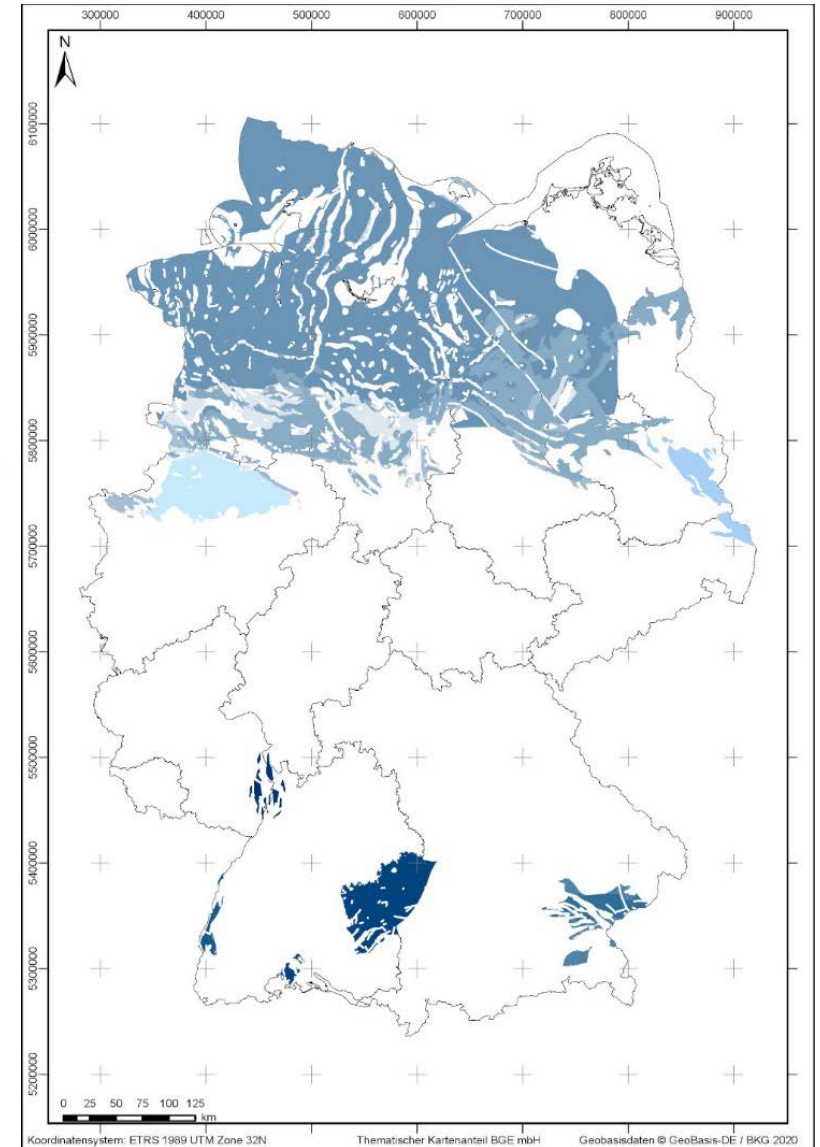 300000 400000 500000 600000 700000 800000 900000
N
6100000
6000000
5900000
5800000
5700000
5600000
5500000
5400000
5300000
5200000
0 25 50 75 100 125
km
Koordinatensystem: ETRS 1989 UTM Zone 32N Thematischer Kartenanteil BGE mbH Geobasisdaten © GeoBasis-DE / BKG 2020